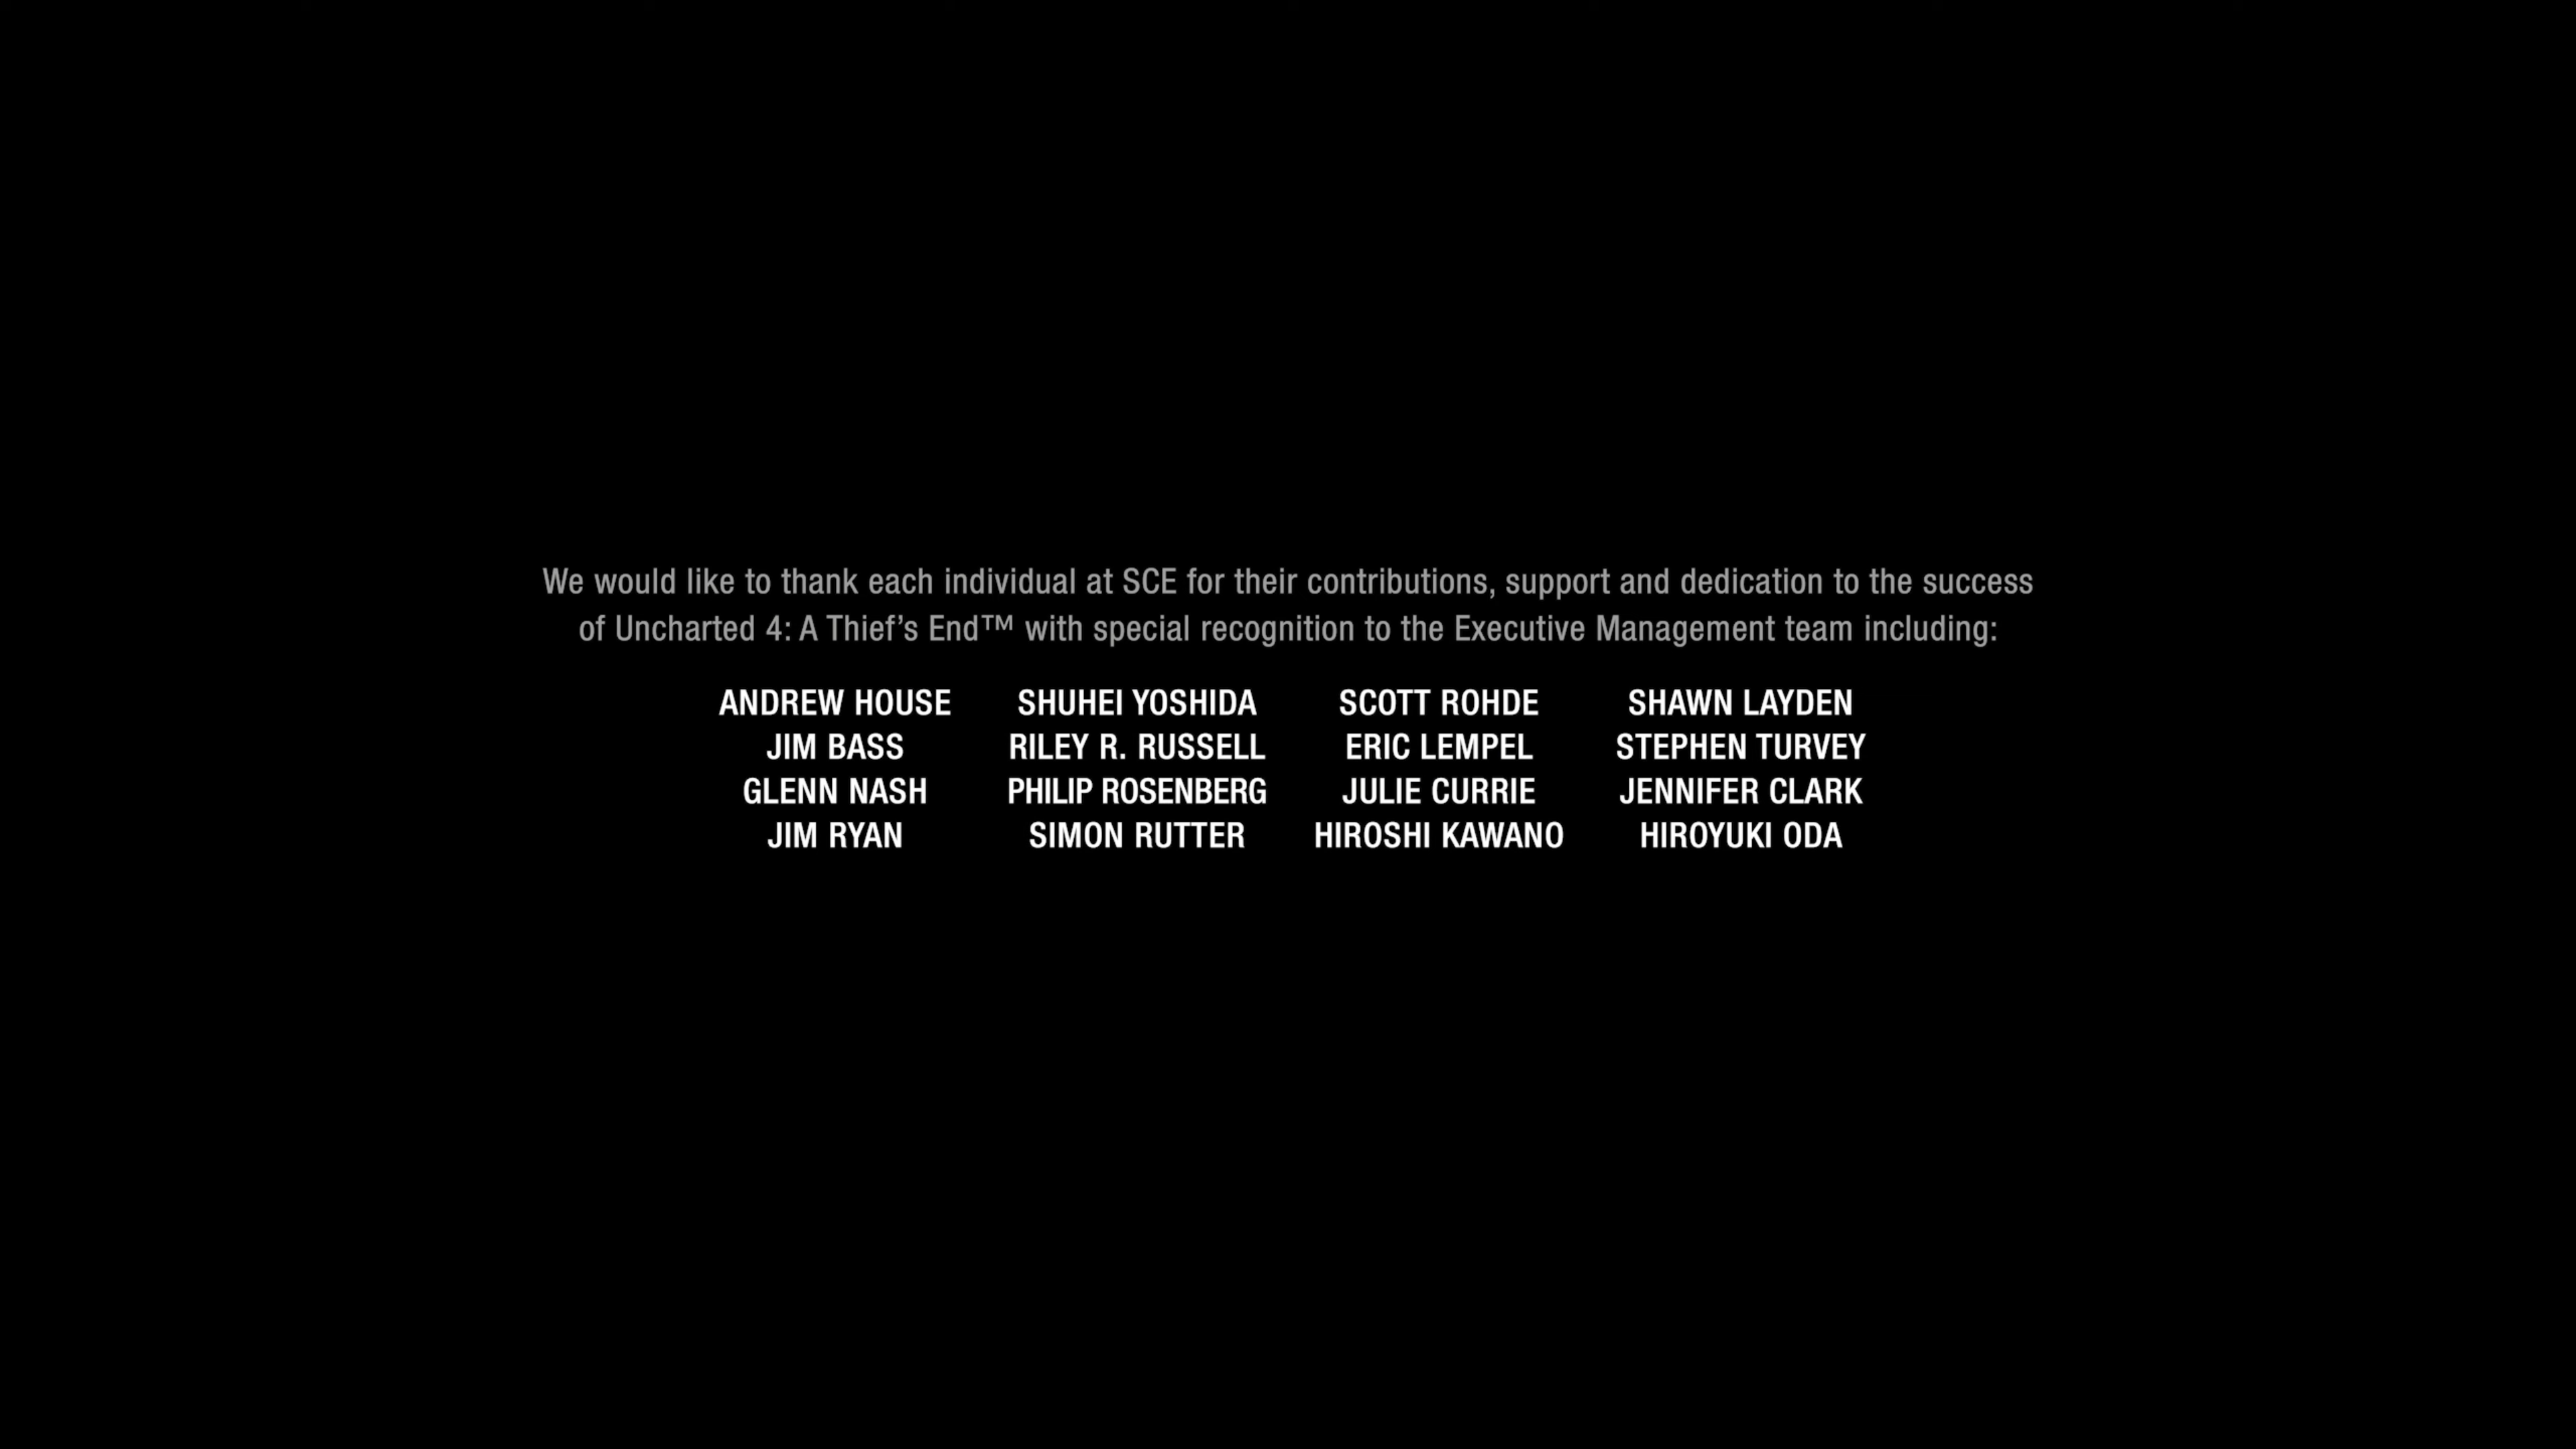 We would like to thank each individual at SCE for their contributions, support and dedication to the success
of Uncharted 4: A Thief’s End™ with special recognition to the Executive Management team including:
ANDREW HOUSE SHUHEI YOSHIDA SCOTT ROHDE SHAWN LAYDEN
JIM BASS RILEY R. RUSSELL ERIC LEMPEL STEPHEN TURVEY
GLENN NASH PHILIP ROSENBERG JULIE CURRIE JENNIFER CLARK
JIM RYAN SIMON RUTTER HIROSHI KAWANO HIROYUKI ODA